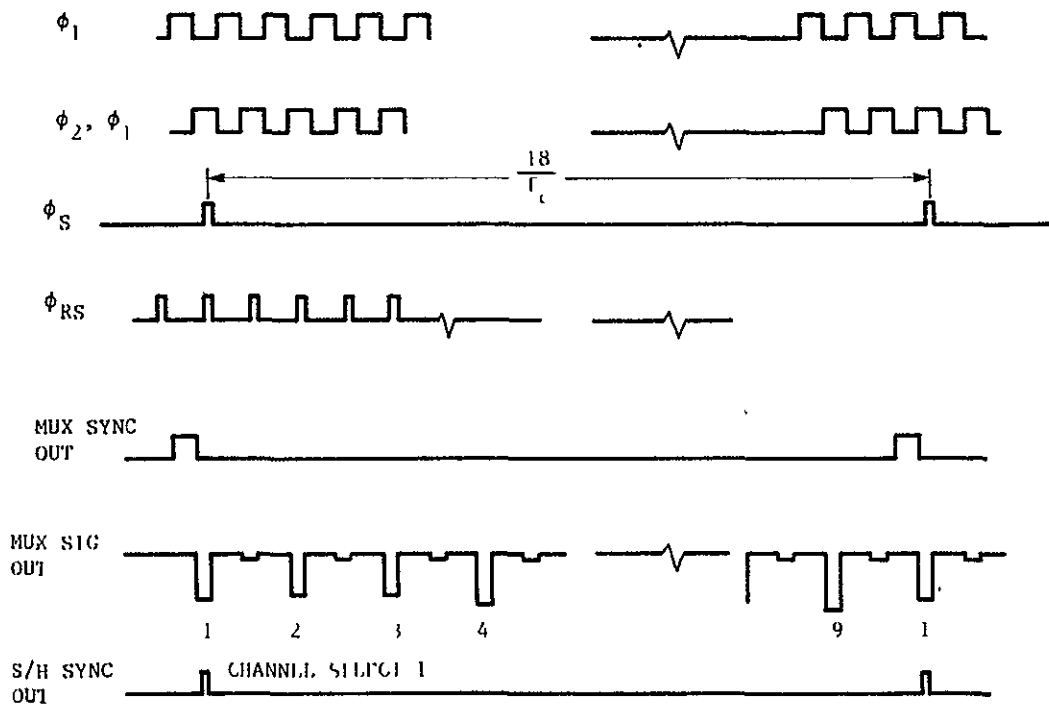 ϕ1
ϕ2, ϕ1
18
ϕS
ϕRS
MUX SYNC
OUT
MUX SIG
OUT
1 2 3 4 9 1
S/H SYNC
OUT
CHANNEL SELECT 1